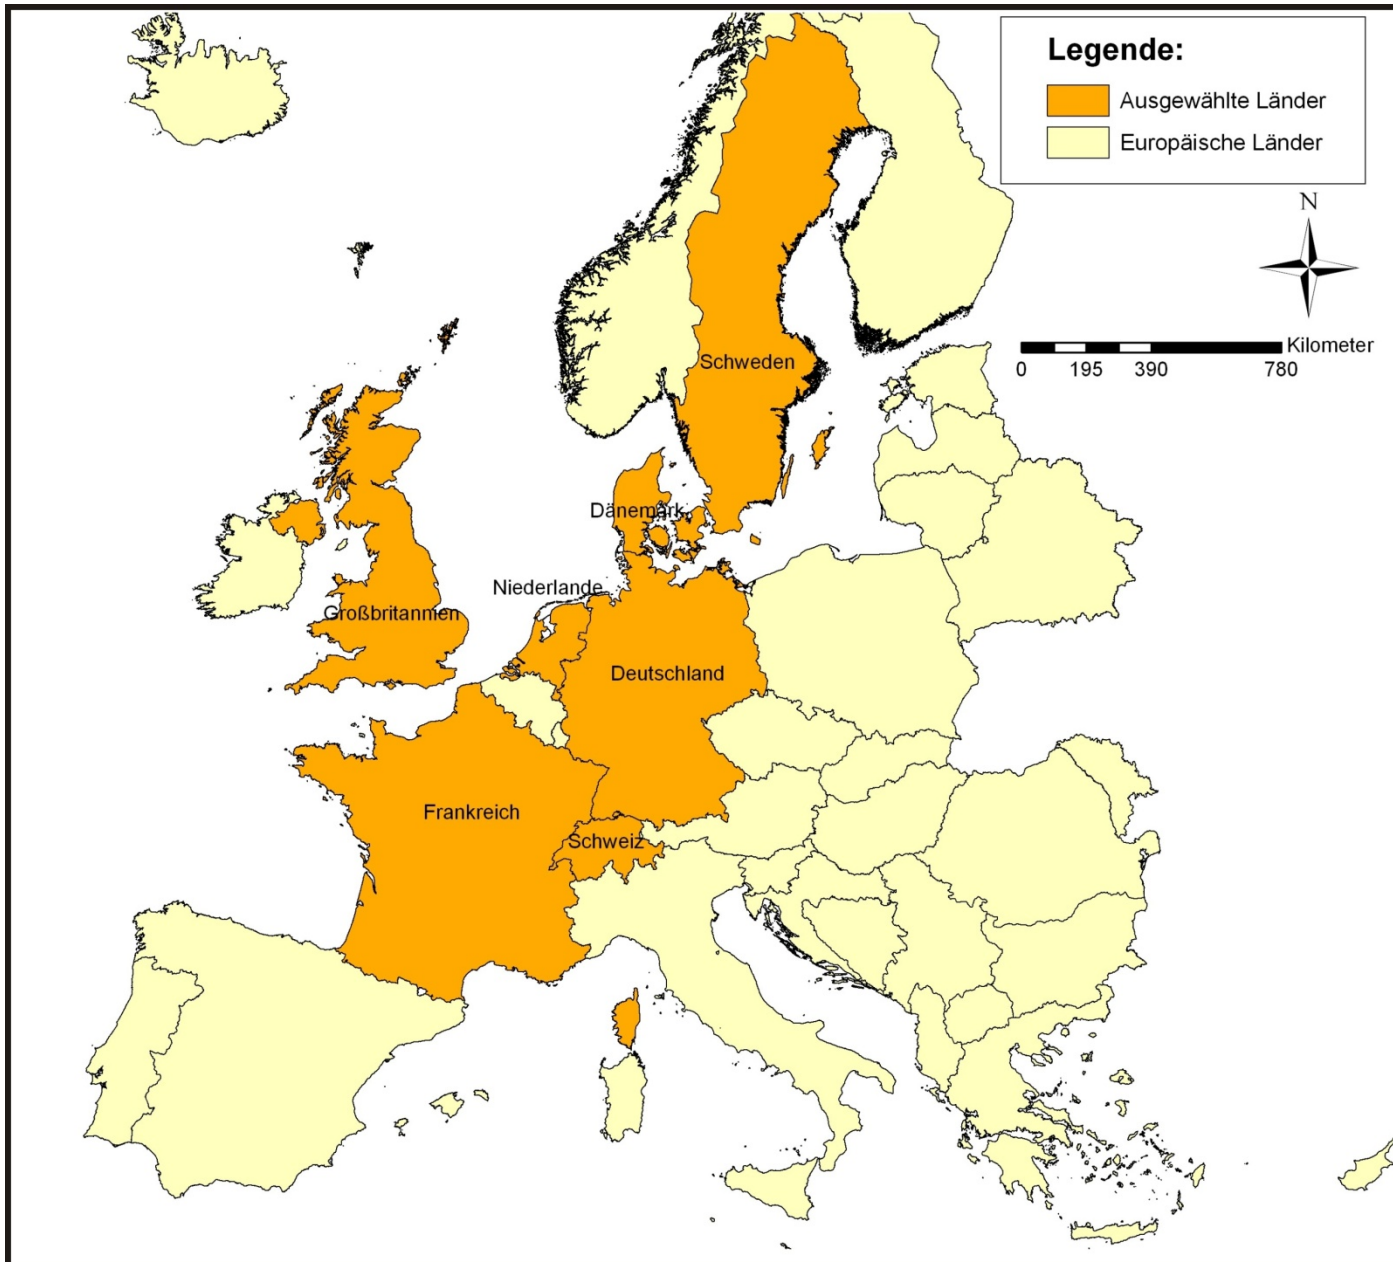 Legende:
Ausgewählte Länder
Europäische Länder
N
Kilometer
0 195 390 780
Schweden
Dänemark
Niederlande
Großbritannien
Deutschland
Frankreich
Schweiz